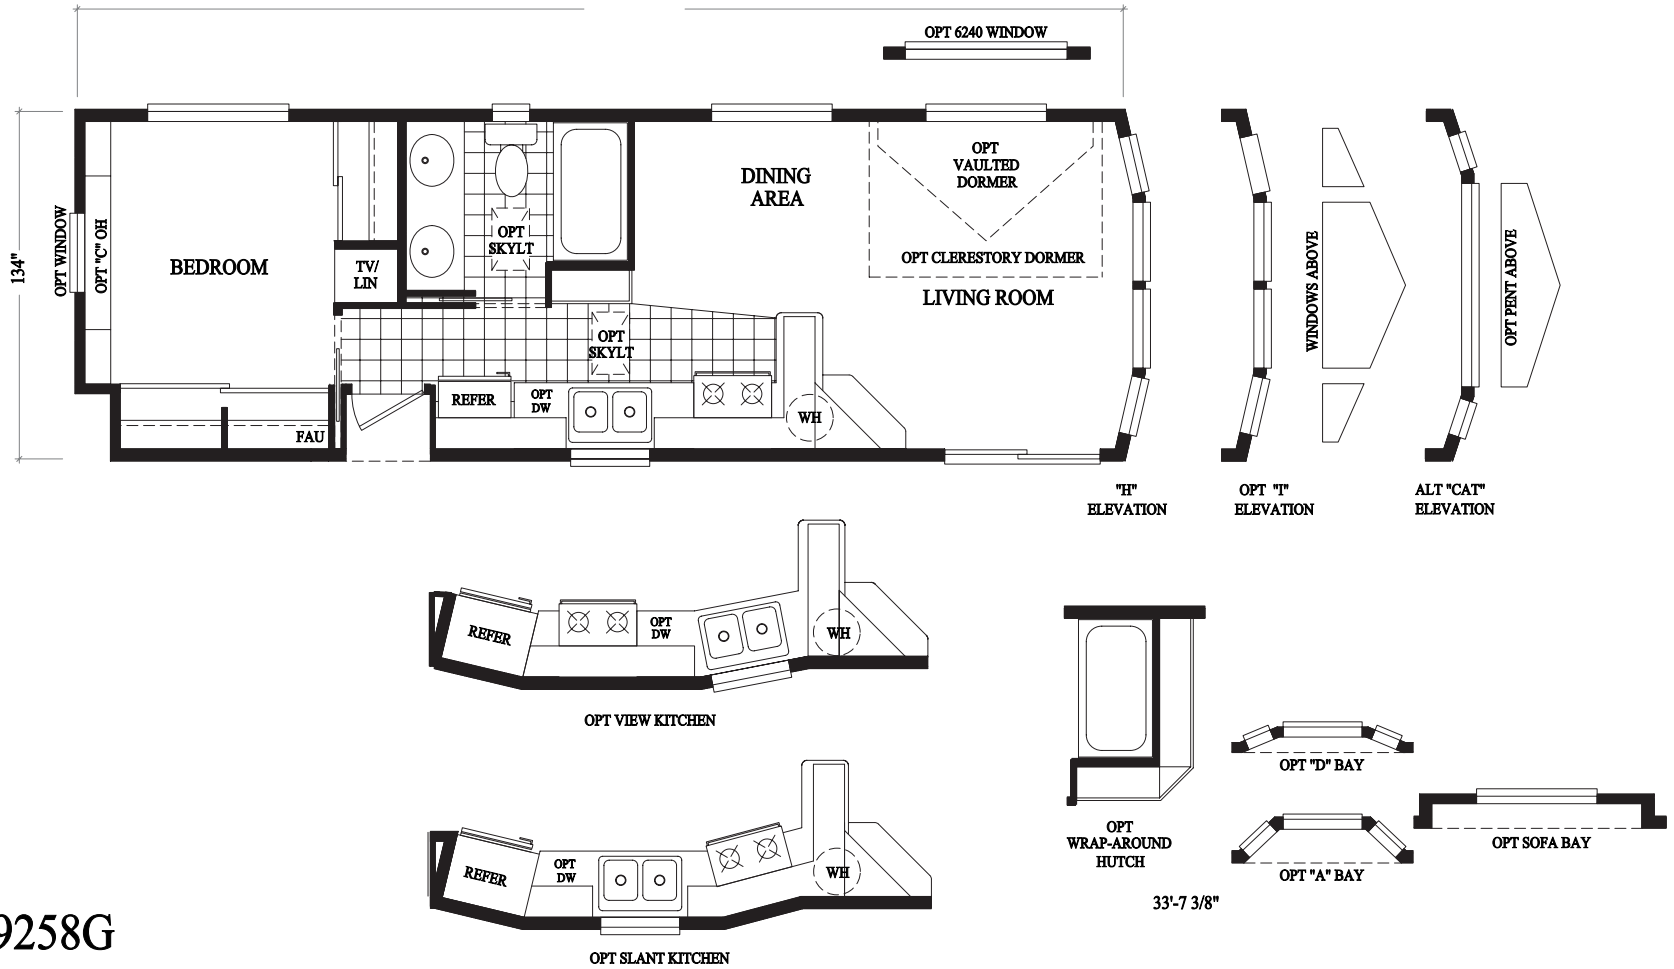 OPT 6240 WINDOW
134"
OPT WINDOW
OPT "C" OH
BEDROOM
TV/
LIN
OPT
SKYLT
DINING
AREA
OPT
VAULTED
DORMER
OPT CLERESTORY DORMER
LIVING ROOM
OPT
SKYLT
FAU
REFER
OPT
DW
WH
WINDOWS ABOVE
OPT PENT ABOVE
"H"
ELEVATION
OPT "I"
ELEVATION
ALT "CAT"
ELEVATION
REFER
OPT
DW
WH
OPT VIEW KITCHEN
REFER
OPT
DW
WH
OPT SLANT KITCHEN
OPT
WRAP-AROUND
HUTCH
OPT "D" BAY
OPT "A" BAY
OPT SOFA BAY
33'-7 3/8"
9258G